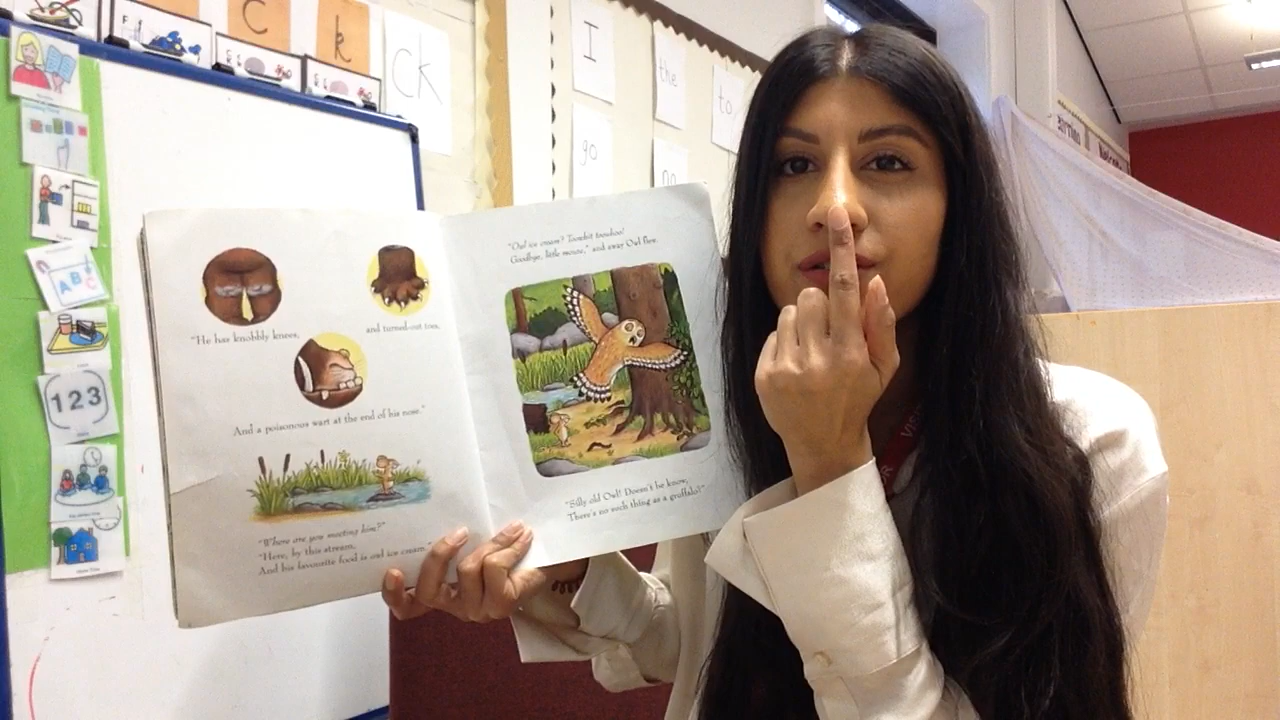 c
k
ck
I
the
to
go
A B C
1 2 3
"He has knobbly knees,
and turned-out toes,
And a poisonous wart at the end of his nose."
"Where are you meeting him?"
"Here, by this stream,
And his favourite food is owl ice cream."
"Owl ice cream? Toowhit toowhoo!
Goodbye, little mouse," and away Owl flew.
"Silly old Owl! Doesn't he know,
There's no such thing as a gruffalo?"